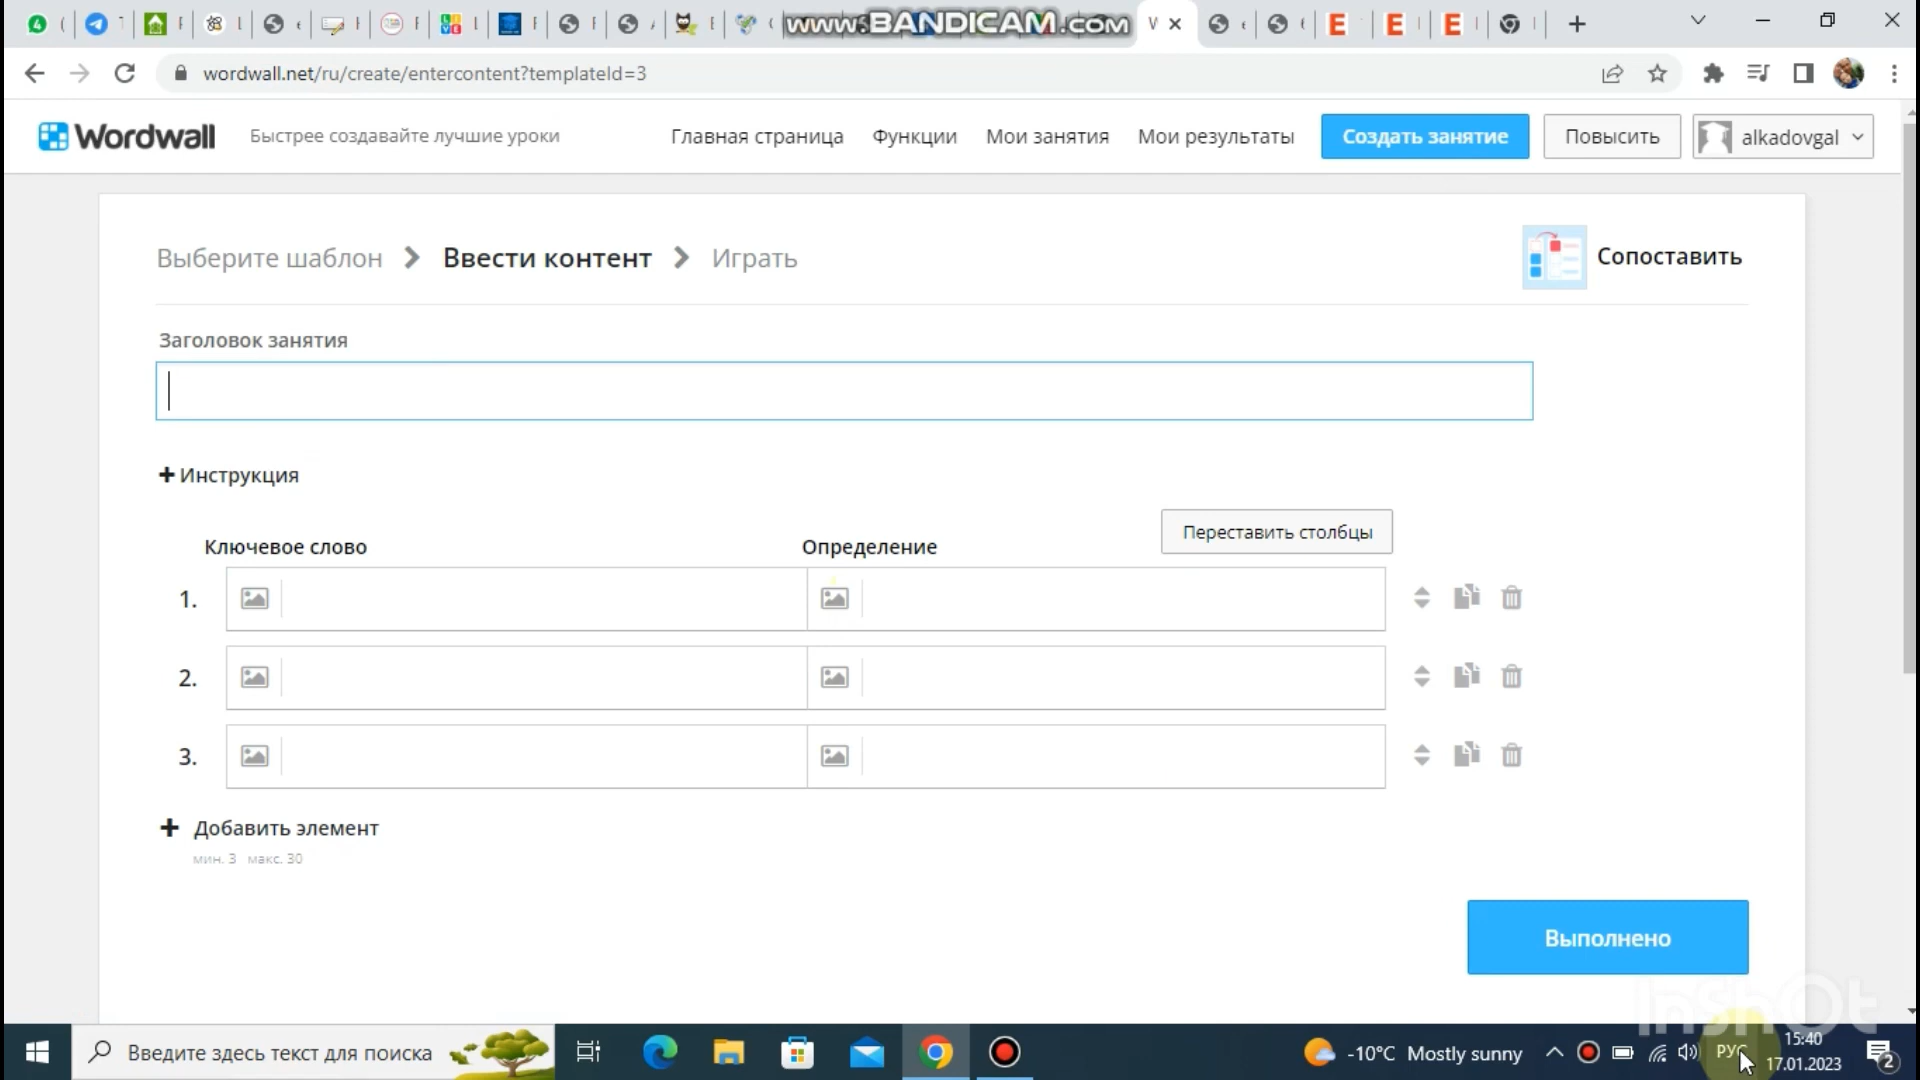 www.BANDICAM.com
wordwall.net/ru/create/entercontent?templateId=3
Wordwall
Быстрее создавайте лучшие уроки
Главная страница
Функции
Мои занятия
Мои результаты
Создать занятие
Повысить
alkadovgal
Выберите шаблон
Ввести контент
Играть
Сопоставить
Заголовок занятия
+ Инструкция
Переставить столбцы
Ключевое слово
Определение
1.
2.
3.
+ Добавить элемент
мин. 3 макс. 30
Выполнено
InShOt
Введите здесь текст для поиска
-10°C Mostly sunny
РУС
15:40
17.01.2023
2